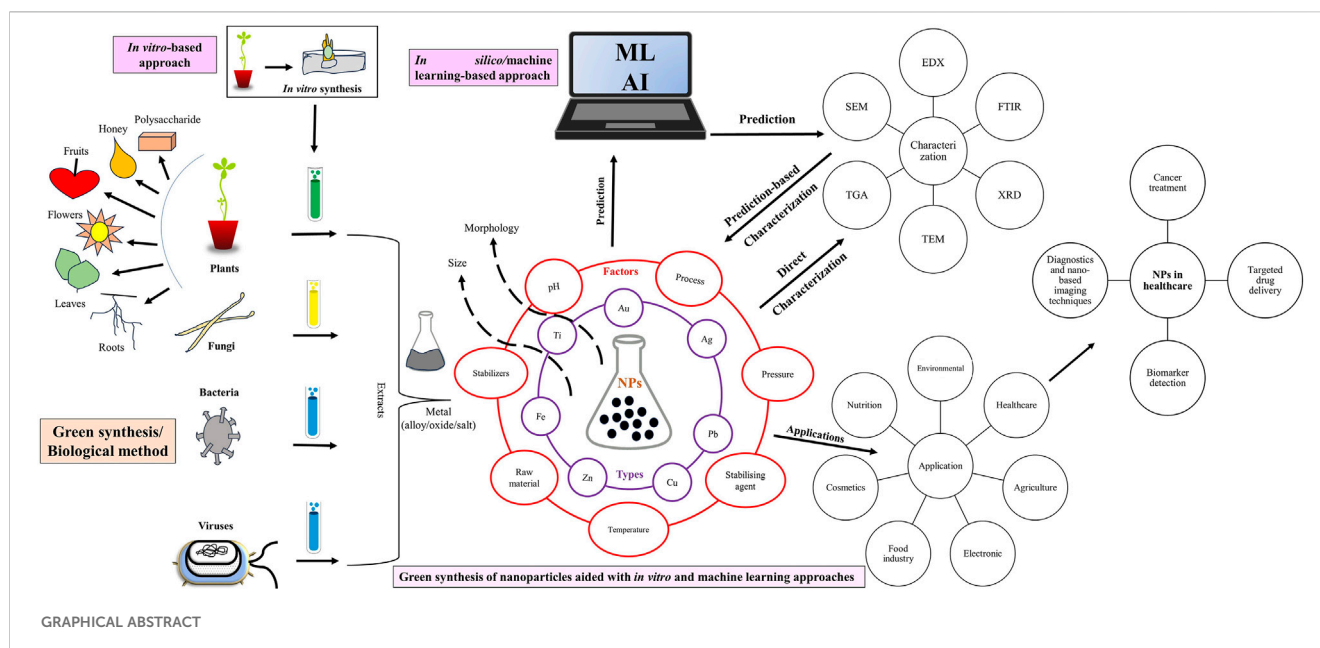 In vitro-based
approach
In vitro synthesis
Polysaccharide
Honey
Fruits
Flowers
Leaves
Roots
Plants
Fungi
Bacteria
Green synthesis/
Biological method
Viruses
Extracts
Metal
(alloy/oxide/salt)
In silico/machine
learning-based approach
ML
AI
Prediction
Prediction
Prediction-based
Characterization
Direct
Characterization
Morphology
Size
Factors
pH
Process
Pressure
Stabilising
agent
Temperature
Raw
material
Stabilizers
Types
Au
Ag
Pb
Cu
Zn
Fe
Ti
NPs
Characteri
zation
EDX
FTIR
XRD
TEM
TGA
SEM
Applications
Application
Environmental
Healthcare
Agriculture
Electronic
Food
industry
Cosmetics
Nutrition
NPs in
healthcare
Cancer
treatment
Targeted
drug
delivery
Biomarker
detection
Diagnostics
and nano-
based
imaging
techniques
Green synthesis of nanoparticles aided with in vitro and machine learning approaches
GRAPHICAL ABSTRACT